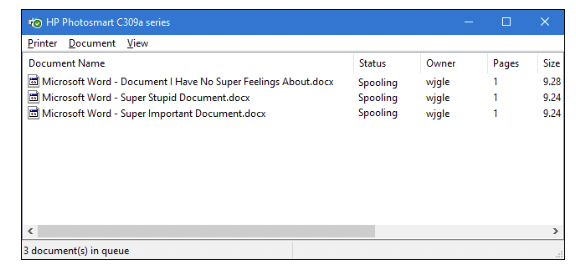 HP Photosmart C309a series
Printer Document View
Document Name Status Owner Pages Size
Microsoft Word - Document I Have No Super Feelings About.docx Spooling wjgle 1 9.28
Microsoft Word - Super Stupid Document.docx Spooling wjgle 1 9.24
Microsoft Word - Super Important Document.docx Spooling wjgle 1 9.24
3 document(s) in queue